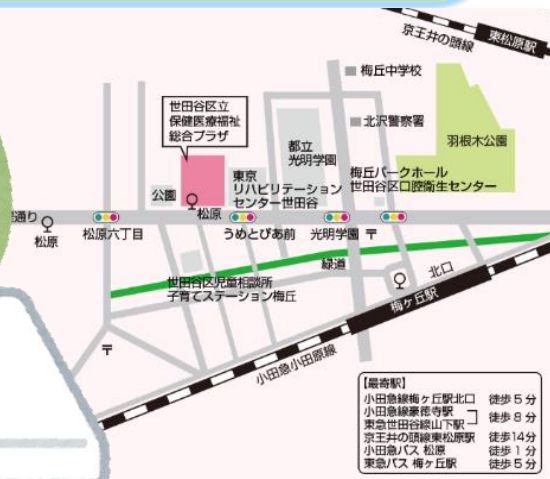 京王井の頭線
東松原駅
梅丘中学校
世田谷区立
保健医療福祉
総合プラザ
北沢警察署
羽根木公園
都立
光明学園
公園
東京
リハビリテーション
センター世田谷
梅丘パークホール
世田谷区口腔衛生センター
通り
松原
松原
松原六丁目
うめとぴあ前
光明学園
〒
緑道
北口
世田谷区児童相談所
子育てステーション梅丘
梅ヶ丘駅
〒
小田急小田原線
【最寄駅】
小田急線梅ヶ丘駅北口 徒歩5分
小田急線豪徳寺駅
東急世田谷線山下駅 徒歩8分
京王井の頭線東松原駅 徒歩14分
小田急バス 松原 徒歩1分
東急バス 梅ヶ丘駅 徒歩5分